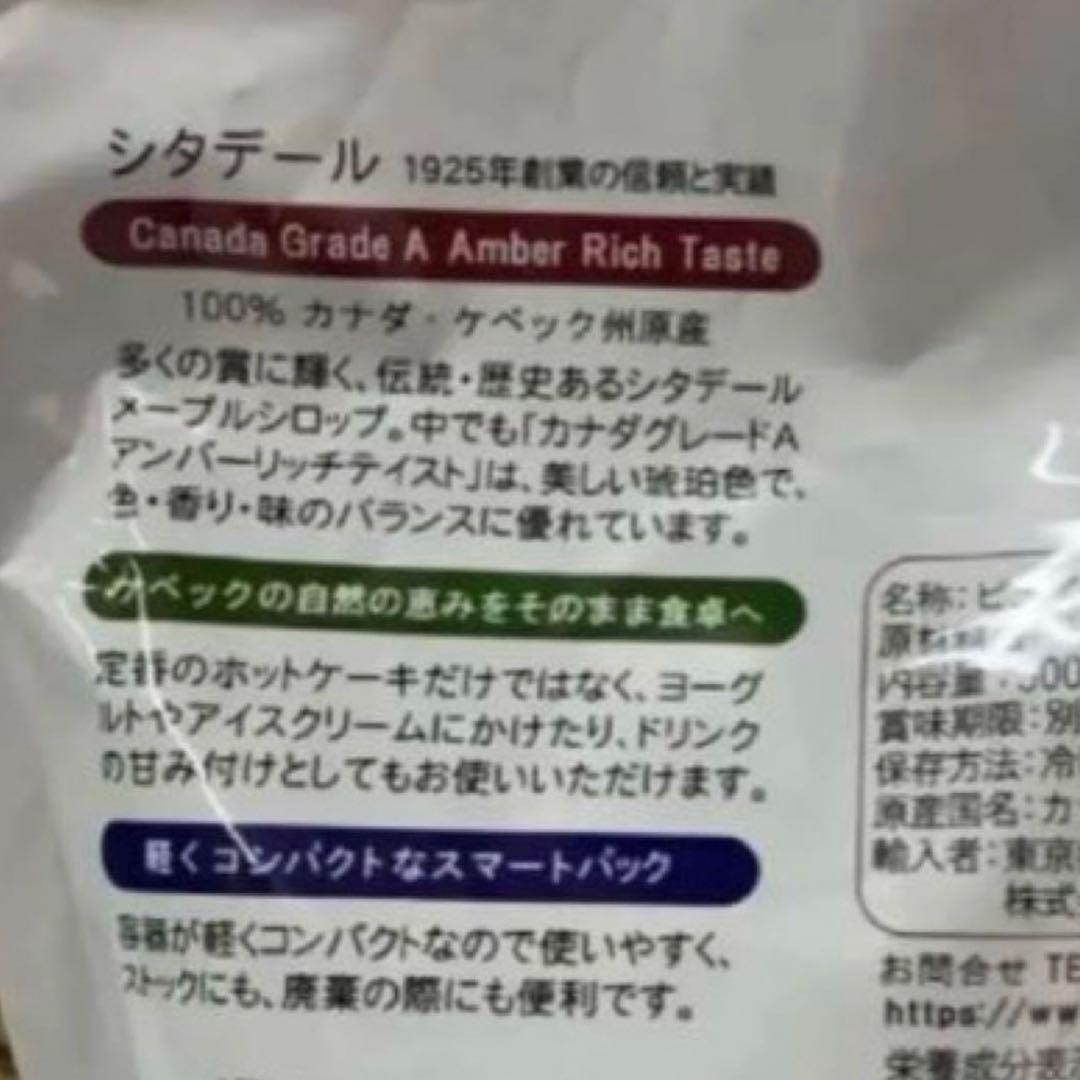 シタデール 1925年創業の信頼と実績
Canada Grade A Amber Rich Taste
100% カナダ・ケベック州原産
多くの賞に輝く、伝統・歴史あるシタデール
メープルシロップ。中でも「カナダグレードA
アンバーリッチテイスト」は、美しい琥珀色で、
色・香り・味のバランスに優れています。
ケベックの自然の恵みをそのまま食卓へ
定番のホットケーキだけではなく、ヨーグ
ルトやアイスクリームにかけたり、ドリンク
の甘み付けとしてもお使いいただけます。
軽くコンパクトなスマートパック
容器が軽くコンパクトなので使いやすく、
ストックにも、廃棄の際にも便利です。
名称：ピ
内容量：
賞味期限：別
保存方法：冷
原産国名：カ
輸入者：東京
株式
お問合せ TE
https://ww
栄養成分表